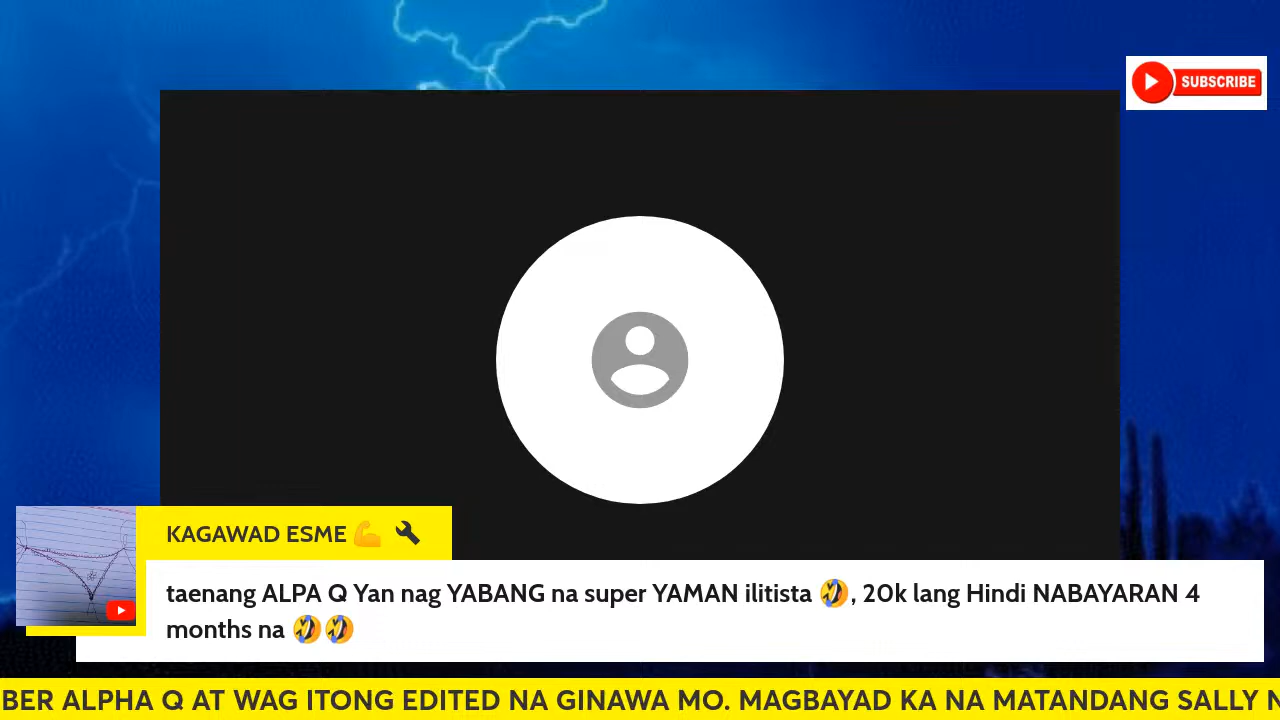 SUBSCRIBE
KAGAWAD ESME 💪 🔧
taenang ALPA Q Yan nag YABANG na super YAMAN ilitista 🤣, 20k lang Hindi NABAYARAN 4
months na 🤣🤣
BER ALPHA Q AT WAG ITONG EDITED NA GINAWA MO. MAGBAYAD KA NA MATANDANG SALLY N